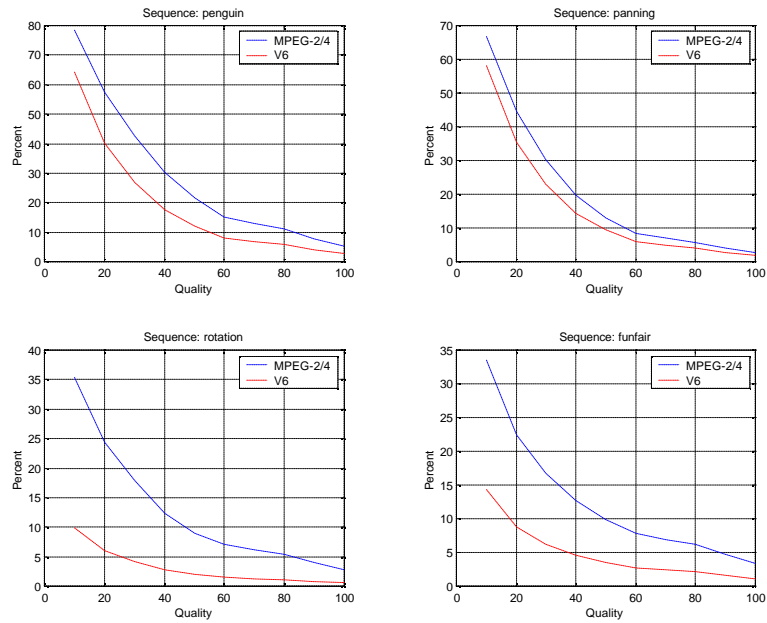 Sequence: penguin
80
70
60
50
40
30
20
10
0
Percent
MPEG-2/4
V6
0 20 40 60 80 100
Quality
Sequence: panning
70
60
50
40
30
20
10
0
Percent
MPEG-2/4
V6
0 20 40 60 80 100
Quality
Sequence: rotation
40
35
30
25
20
15
10
5
0
Percent
MPEG-2/4
V6
0 20 40 60 80 100
Quality
Sequence: funfair
35
30
25
20
15
10
5
0
Percent
MPEG-2/4
V6
0 20 40 60 80 100
Quality